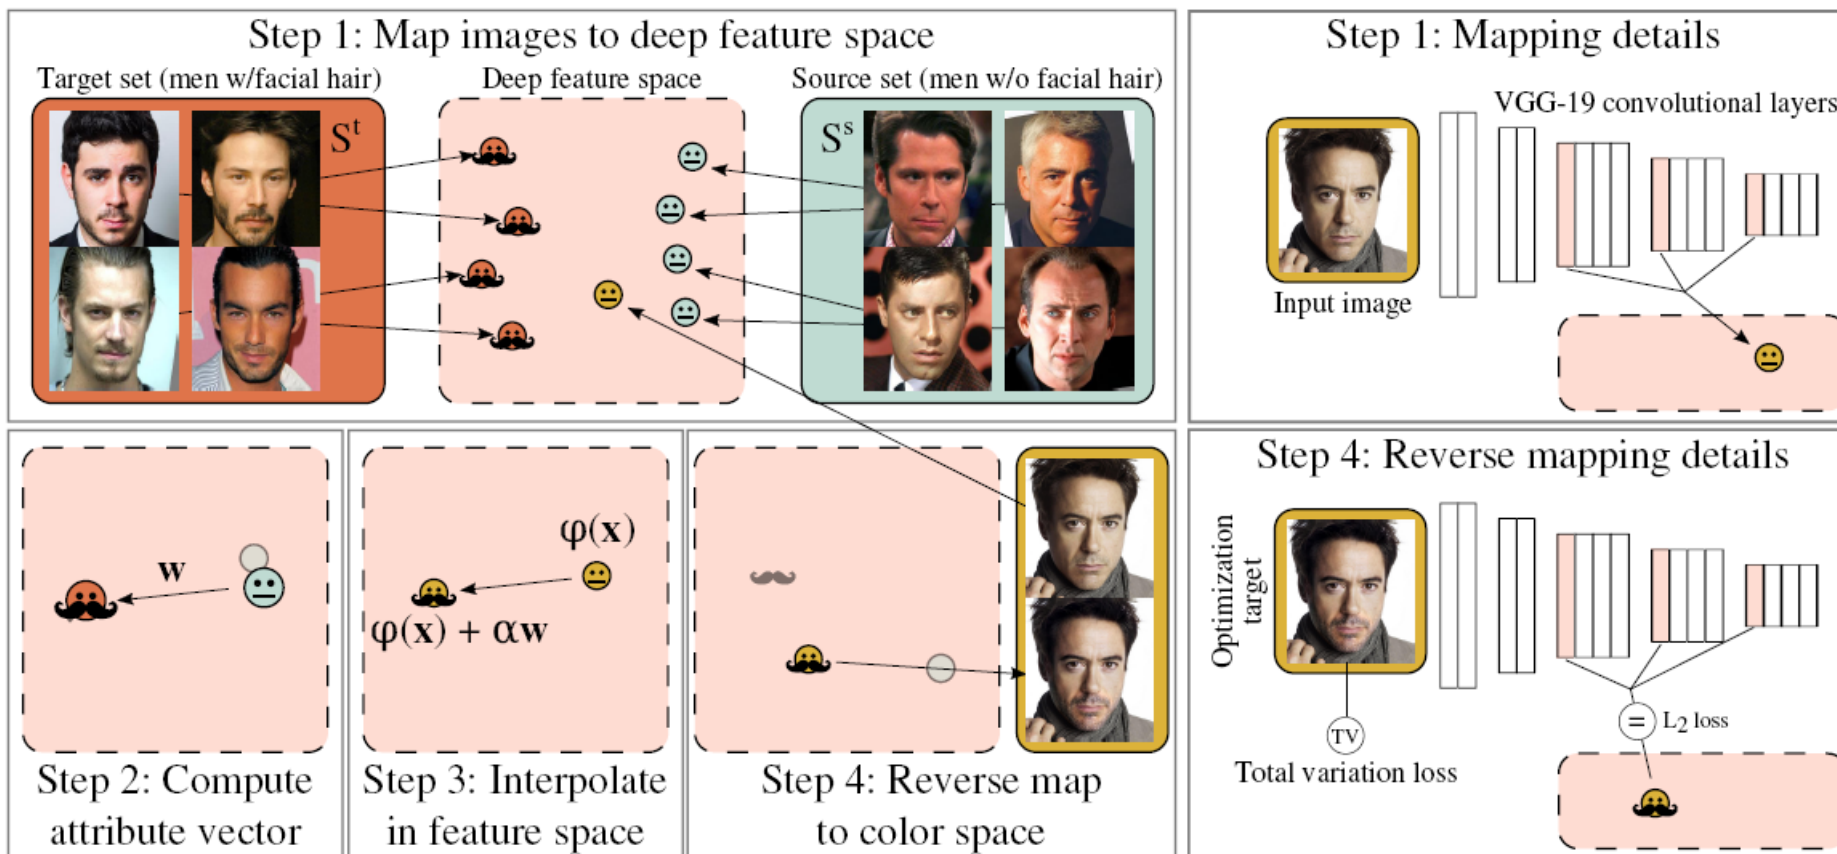 Step 1: Map images to deep feature space
Target set (men w/facial hair)
Deep feature space
Source set (men w/o facial hair)
S^t
S^s
Step 1: Mapping details
VGG-19 convolutional layers
Input image
w
Step 2: Compute
attribute vector
φ(x)
φ(x) + αw
Step 3: Interpolate
in feature space
Step 4: Reverse map
to color space
Step 4: Reverse mapping details
Optimization
target
= L2 loss
TV
Total variation loss